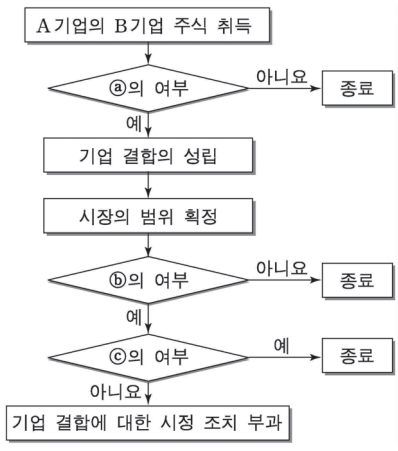 A기업의 B기업 주식 취득
ⓐ의 여부
아니요
종료
예
기업 결합의 성립
시장의 범위 획정
ⓑ의 여부
아니요
종료
예
ⓒ의 여부
예
종료
아니요
기업 결합에 대한 시정 조치 부과